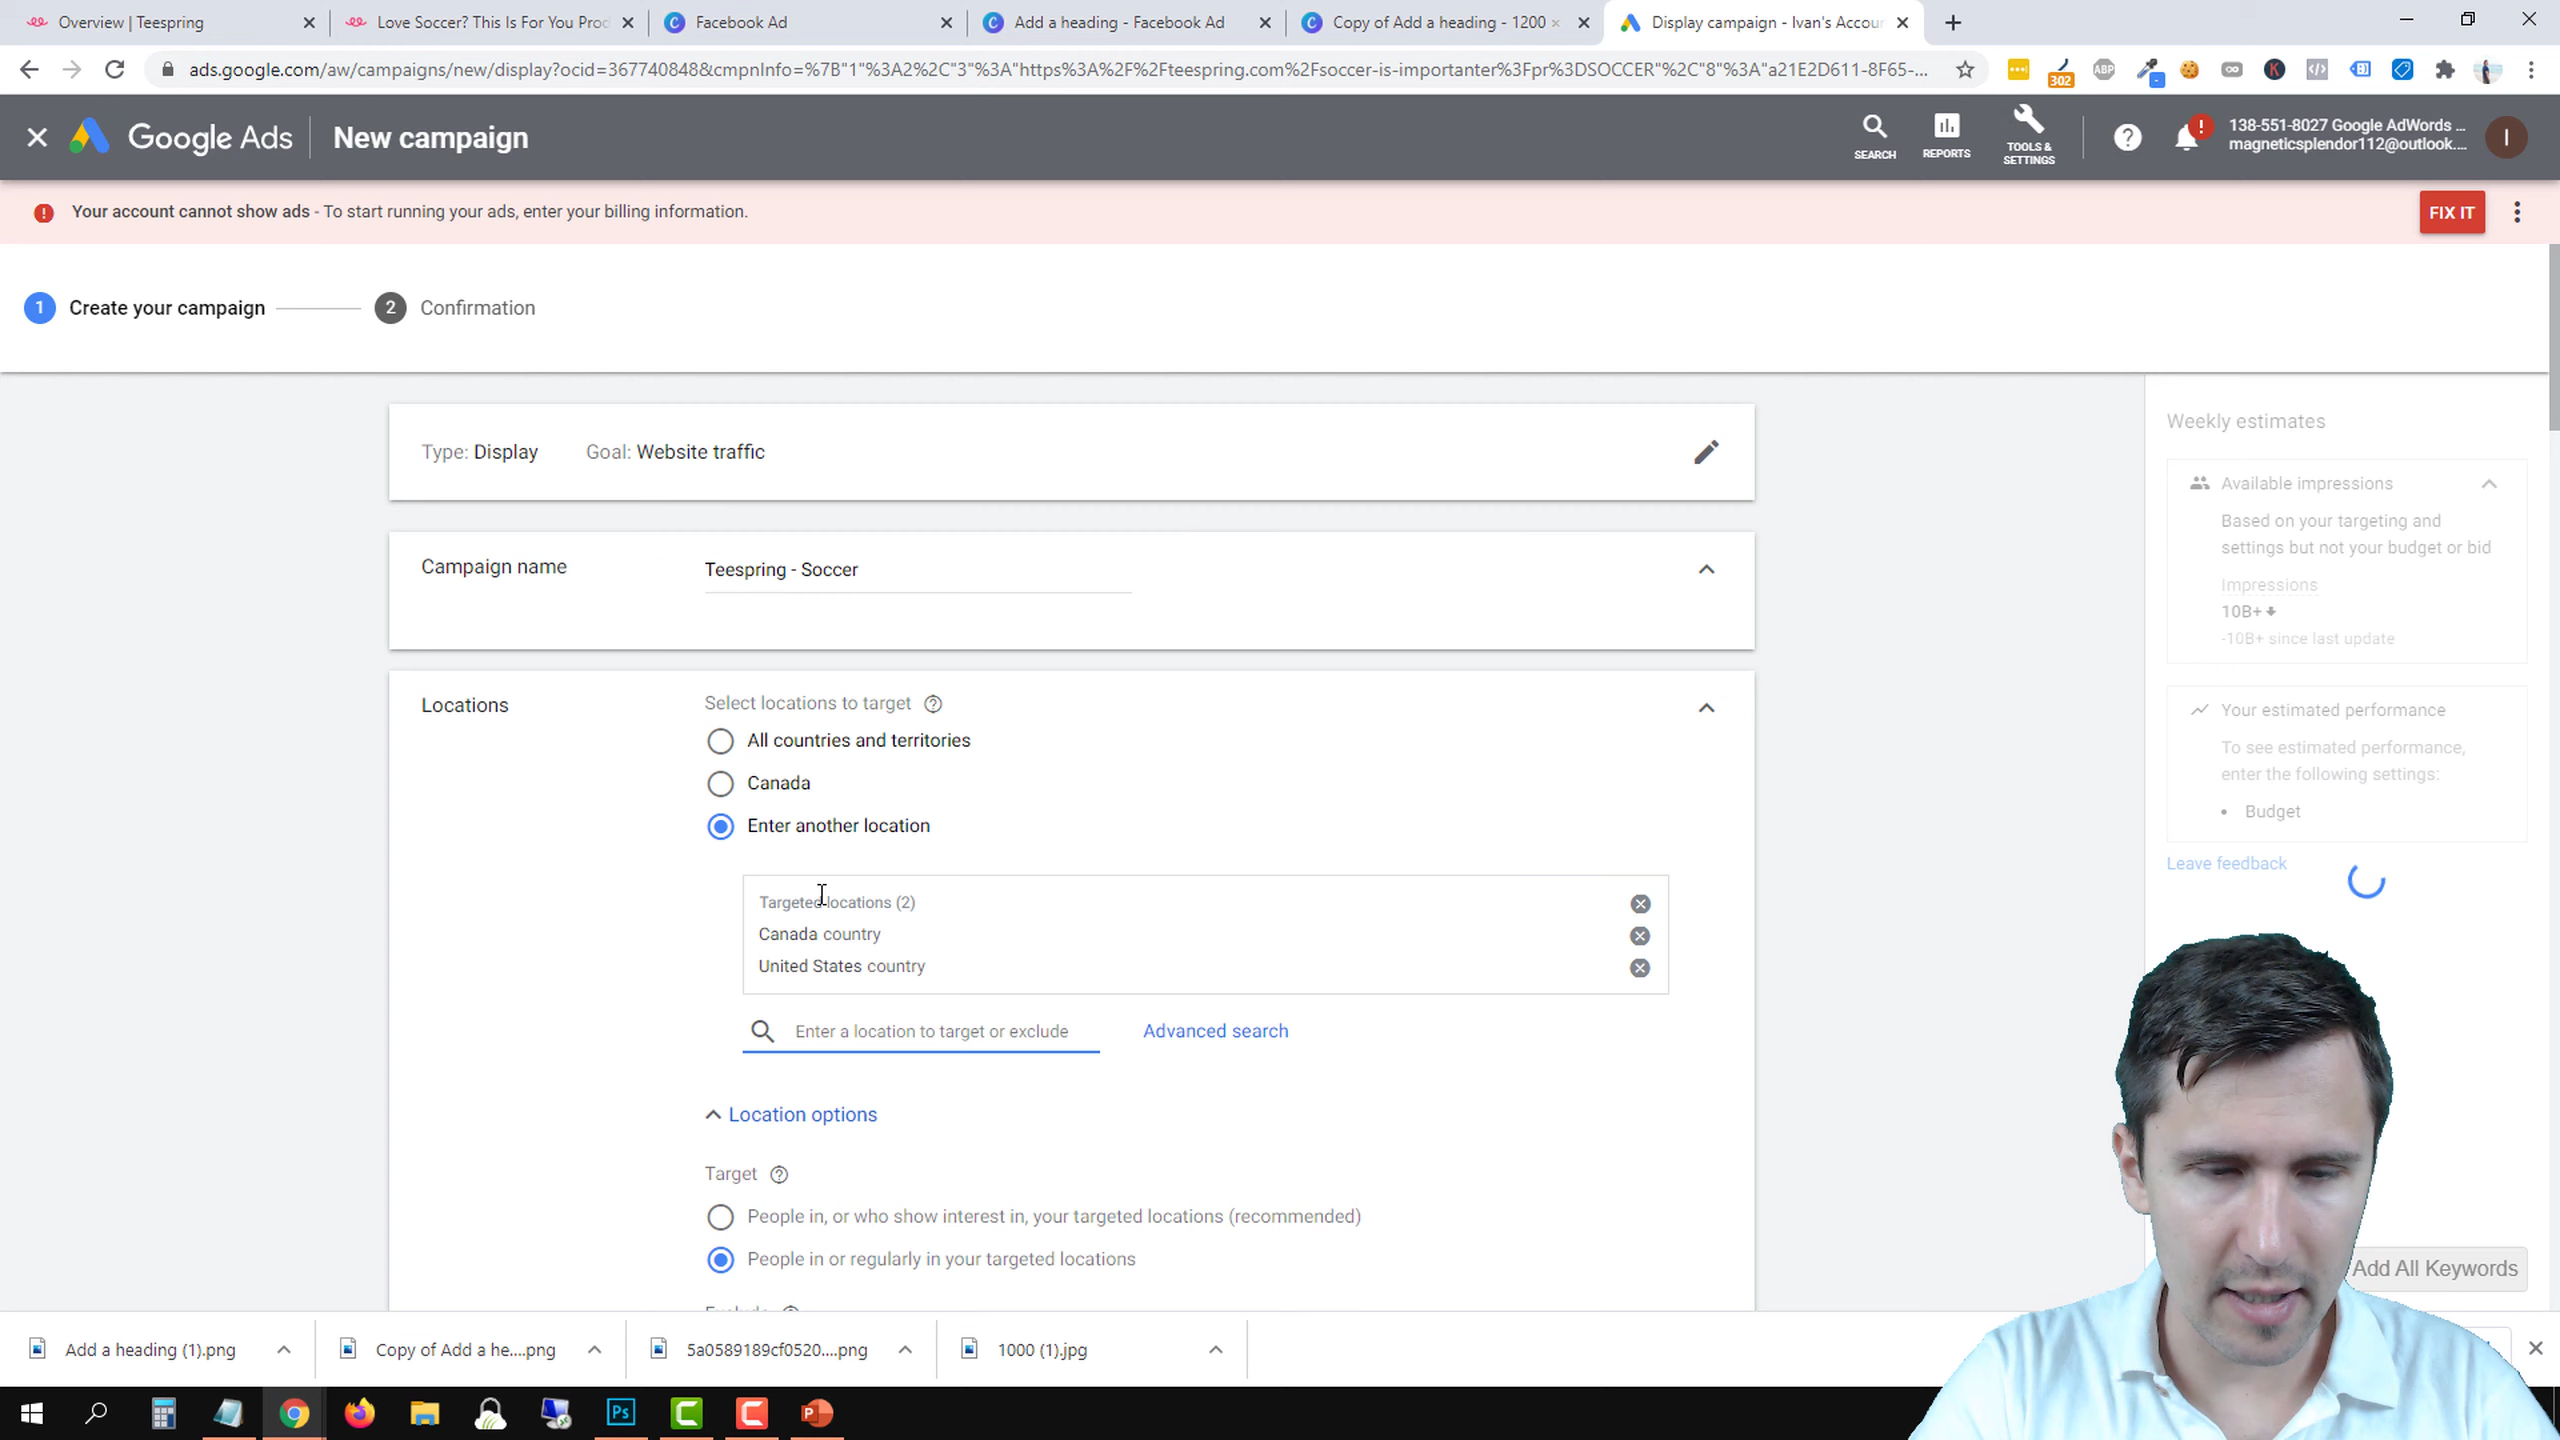 Overview | Teespring
Love Soccer? This Is For You Prod
Facebook Ad
Add a heading - Facebook Ad
Copy of Add a heading - 1200 ×
Display campaign - Ivan's Accoun
ads.google.com/aw/campaigns/new/display?ocid=367740848&cmpnInfo=%7B"1"%3A2%2C"3"%3A"https%3A%2F%2Fteespring.com%2Fsoccer-is-importanter%3Fpr%3DSOCCER"%2C"8"%3A"a21E2D611-8F65-...
302
ABP
Google Ads
New campaign
SEARCH
REPORTS
TOOLS & SETTINGS
138-551-8027 Google AdWords ...
magneticsplendor112@outlook....
I
Your account cannot show ads - To start running your ads, enter your billing information.
FIX IT
1 Create your campaign
2 Confirmation
Type: Display
Goal: Website traffic
Campaign name
Teespring - Soccer
Locations
Select locations to target
All countries and territories
Canada
Enter another location
Targeted locations (2)
Canada country
United States country
Enter a location to target or exclude
Advanced search
Location options
Target
People in, or who show interest in, your targeted locations (recommended)
People in or regularly in your targeted locations
Exclude
Weekly estimates
Available impressions
Based on your targeting and
settings but not your budget or bid
Impressions
10B+
-10B+ since last update
Your estimated performance
To see estimated performance,
enter the following settings:
• Budget
Leave feedback
Add All Keywords
Add a heading (1).png
Copy of Add a he....png
5a0589189cf0520....png
1000 (1).jpg
Ps